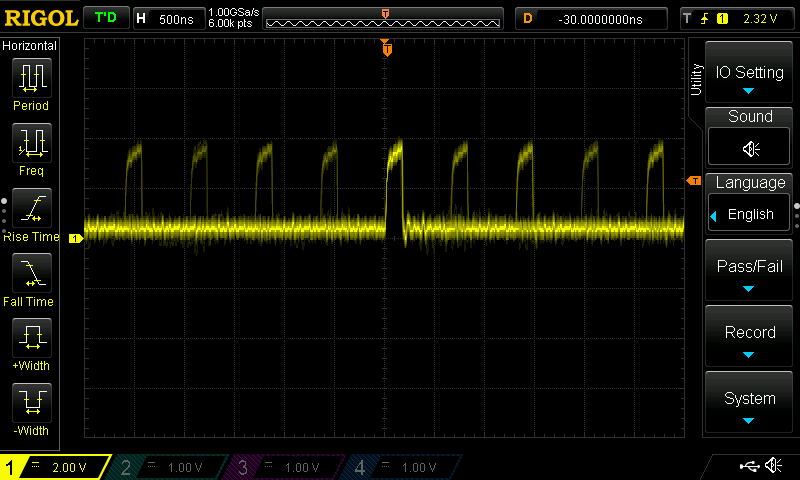 RIGOL T'D H 500ns 1.00GSa/s 6.00k pts T D -30.0000000ns T 1 2.32 V
Horizontal
T
Period
Freq
Rise Time
Fall Time
+Width
-Width
1
T
Utility
IO Setting
Sound
Language
English
Pass/Fail
Record
System
1 2.00 V 2 1.00 V 3 1.00 V 4 1.00 V